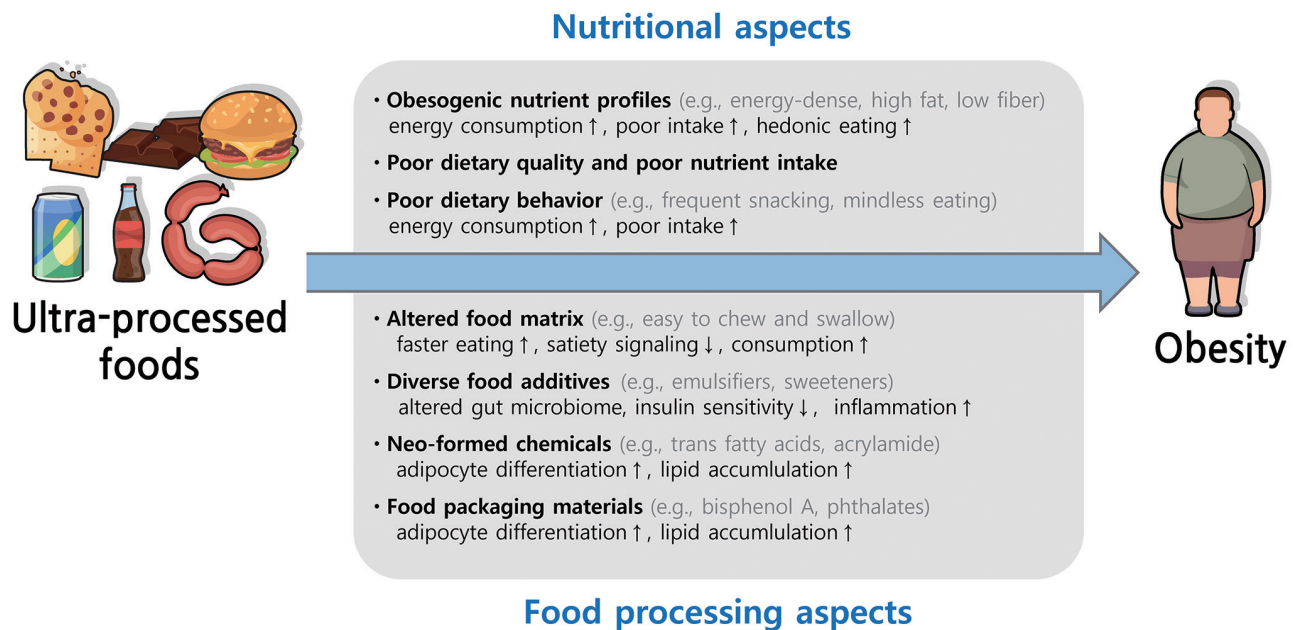 Nutritional aspects
• Obesogenic nutrient profiles (e.g., energy-dense, high fat, low fiber)
energy consumption↑, poor intake↑, hedonic eating↑
• Poor dietary quality and poor nutrient intake
• Poor dietary behavior (e.g., frequent snacking, mindless eating)
energy consumption↑, poor intake↑
Ultra-processed
foods
Obesity
• Altered food matrix (e.g., easy to chew and swallow)
faster eating↑, satiety signaling↓, consumption↑
• Diverse food additives (e.g., emulsifiers, sweeteners)
altered gut microbiome, insulin sensitivity↓, inflammation↑
• Neo-formed chemicals (e.g., trans fatty acids, acrylamide)
adipocyte differentiation↑, lipid accumlulation↑
• Food packaging materials (e.g., bisphenol A, phthalates)
adipocyte differentiation↑, lipid accumlulation↑
Food processing aspects